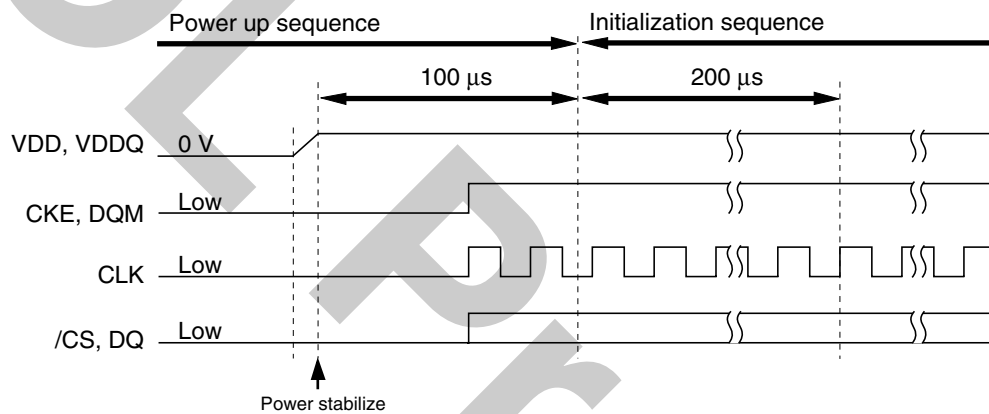 Power up sequence
Initialization sequence
100 μs
200 μs
VDD, VDDQ
0 V
CKE, DQM
Low
CLK
Low
/CS, DQ
Low
Power stabilize